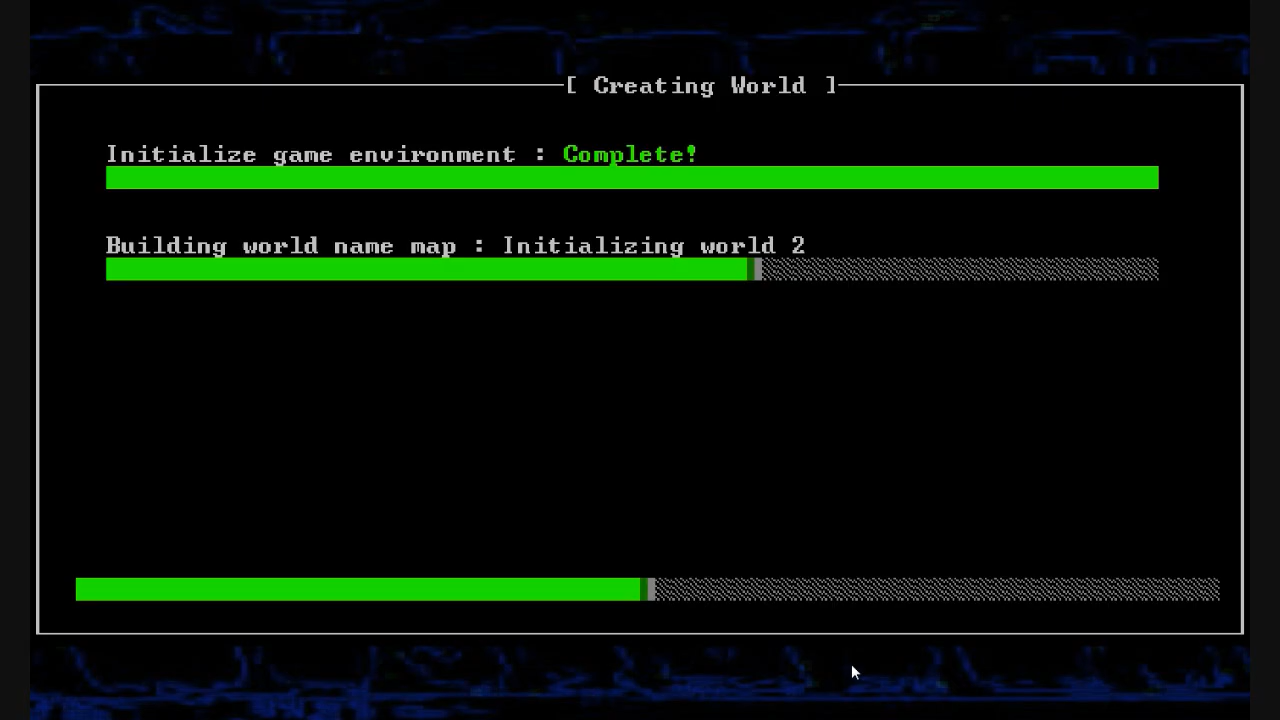 [ Creating World ]
Initialize game environment : Complete!
Building world name map : Initializing world 2